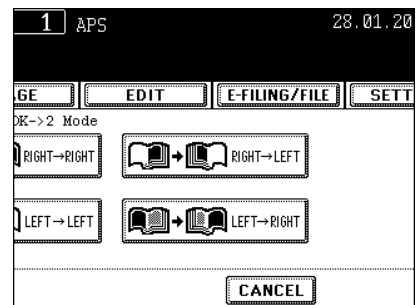 1 APS 28.01.20
GE EDIT E-FILING/FILE SETT
OK->2 Mode
RIGHT→RIGHT RIGHT→LEFT
LEFT→LEFT LEFT→RIGHT
CANCEL